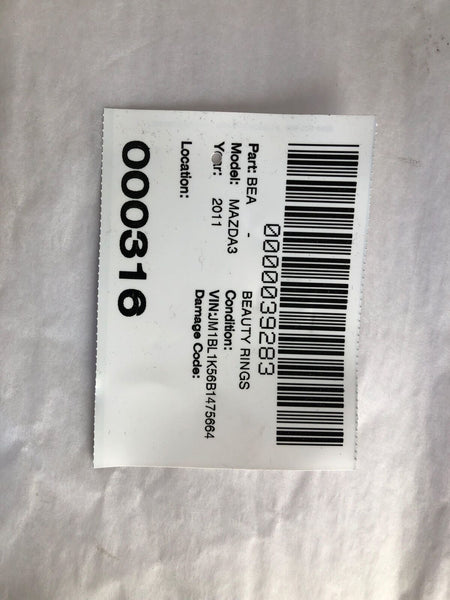 0000039283
Part: BEA - BEAUTY RINGS
Model: MAZDA3 Condition:
Year: 2011 VIN:JM1BL1K56B1475664
Damage Code:
Location:
000316